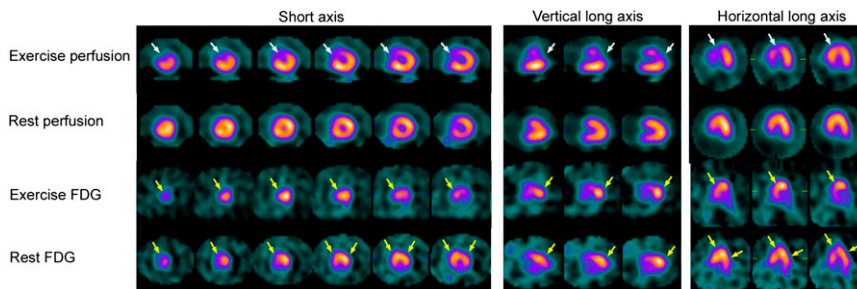 Short axis
Vertical long axis
Horizontal long axis
Exercise perfusion
Rest perfusion
Exercise FDG
Rest FDG